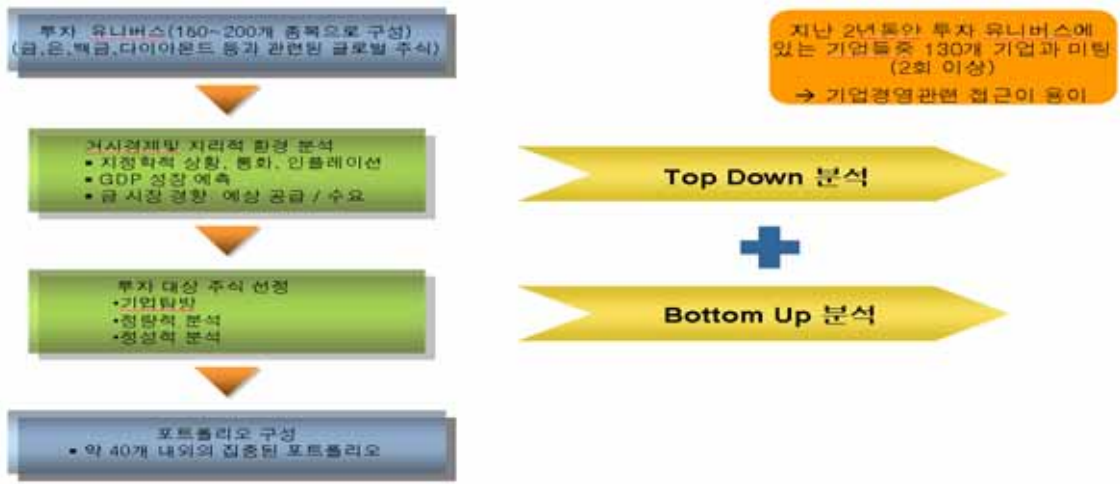 투자 유니버스(160~200개 종목으로 구성)
(금,은,백금,다이아몬드 등과 관련된 글로벌 주식)
지난 2년동안 투자 유니버스에
있는 기업들중 130개 기업과 미팅
(2회 이상)
→ 기업경영관련 접근이 용이
거시경제및 지리적 환경 분석
▪ 지정학적 상황, 통화, 인플레이션
▪ GDP 성장 예측
▪ 금 시장 경향 예상 공급 / 수요
Top Down 분석
투자 대상 주식 선정
•기업탐방
•정량적 분석
•정성적 분석
Bottom Up 분석
포트폴리오 구성
▪ 약 40개 내외의 집중된 포트폴리오